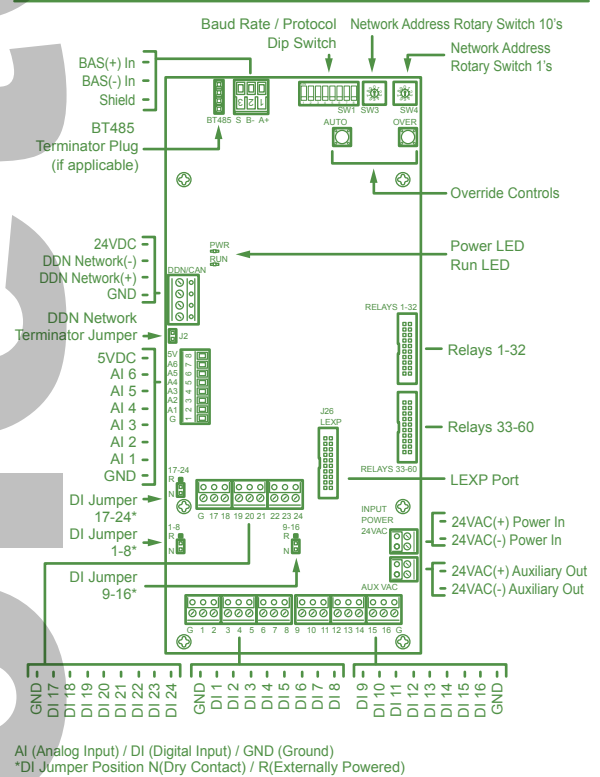 Baud Rate / Protocol
Dip Switch
Network Address Rotary Switch 10's
Network Address
Rotary Switch 1's
BAS(+) In
BAS(-) In
Shield
BT485
Terminator Plug
(if applicable)
BT485 S B- A+
3 2 1
SW1 SW3 SW4
AUTO OVER
Override Controls
24VDC
DDN Network(-)
DDN Network(+)
GND
PWR
RUN
Power LED
Run LED
DDN/CAN
DDN Network
Terminator Jumper
J2
RELAYS 1-32
Relays 1-32
5VDC
AI 6
AI 5
AI 4
AI 3
AI 2
AI 1
GND
5V 8
A6 7
A5 6
A4 5
A3 4
A2 3
A1 2
G 1
J26
LEXP
Relays 33-60
RELAYS 33-60
LEXP Port
DI Jumper
17-24*
DI Jumper
1-8*
DI Jumper
9-16*
17-24
R
N
1-8
R
N
9-16
R
N
G 17 18 19 20 21 22 23 24
INPUT
POWER
24VAC
24VAC(+) Power In
24VAC(-) Power In
24VAC(+) Auxiliary Out
24VAC(-) Auxiliary Out
AUX VAC
G 1 2 3 4 5 6 7 8 9 10 11 12 13 14 15 16 G
GND
DI 17
DI 18
DI 19
DI 20
DI 21
DI 22
DI 23
DI 24
GND
DI 1
DI 2
DI 3
DI 4
DI 5
DI 6
DI 7
DI 8
DI 9
DI 10
DI 11
DI 12
DI 13
DI 14
DI 15
DI 16
GND
AI (Analog Input) / DI (Digital Input) / GND (Ground)
*DI Jumper Position N(Dry Contact) / R(Externally Powered)